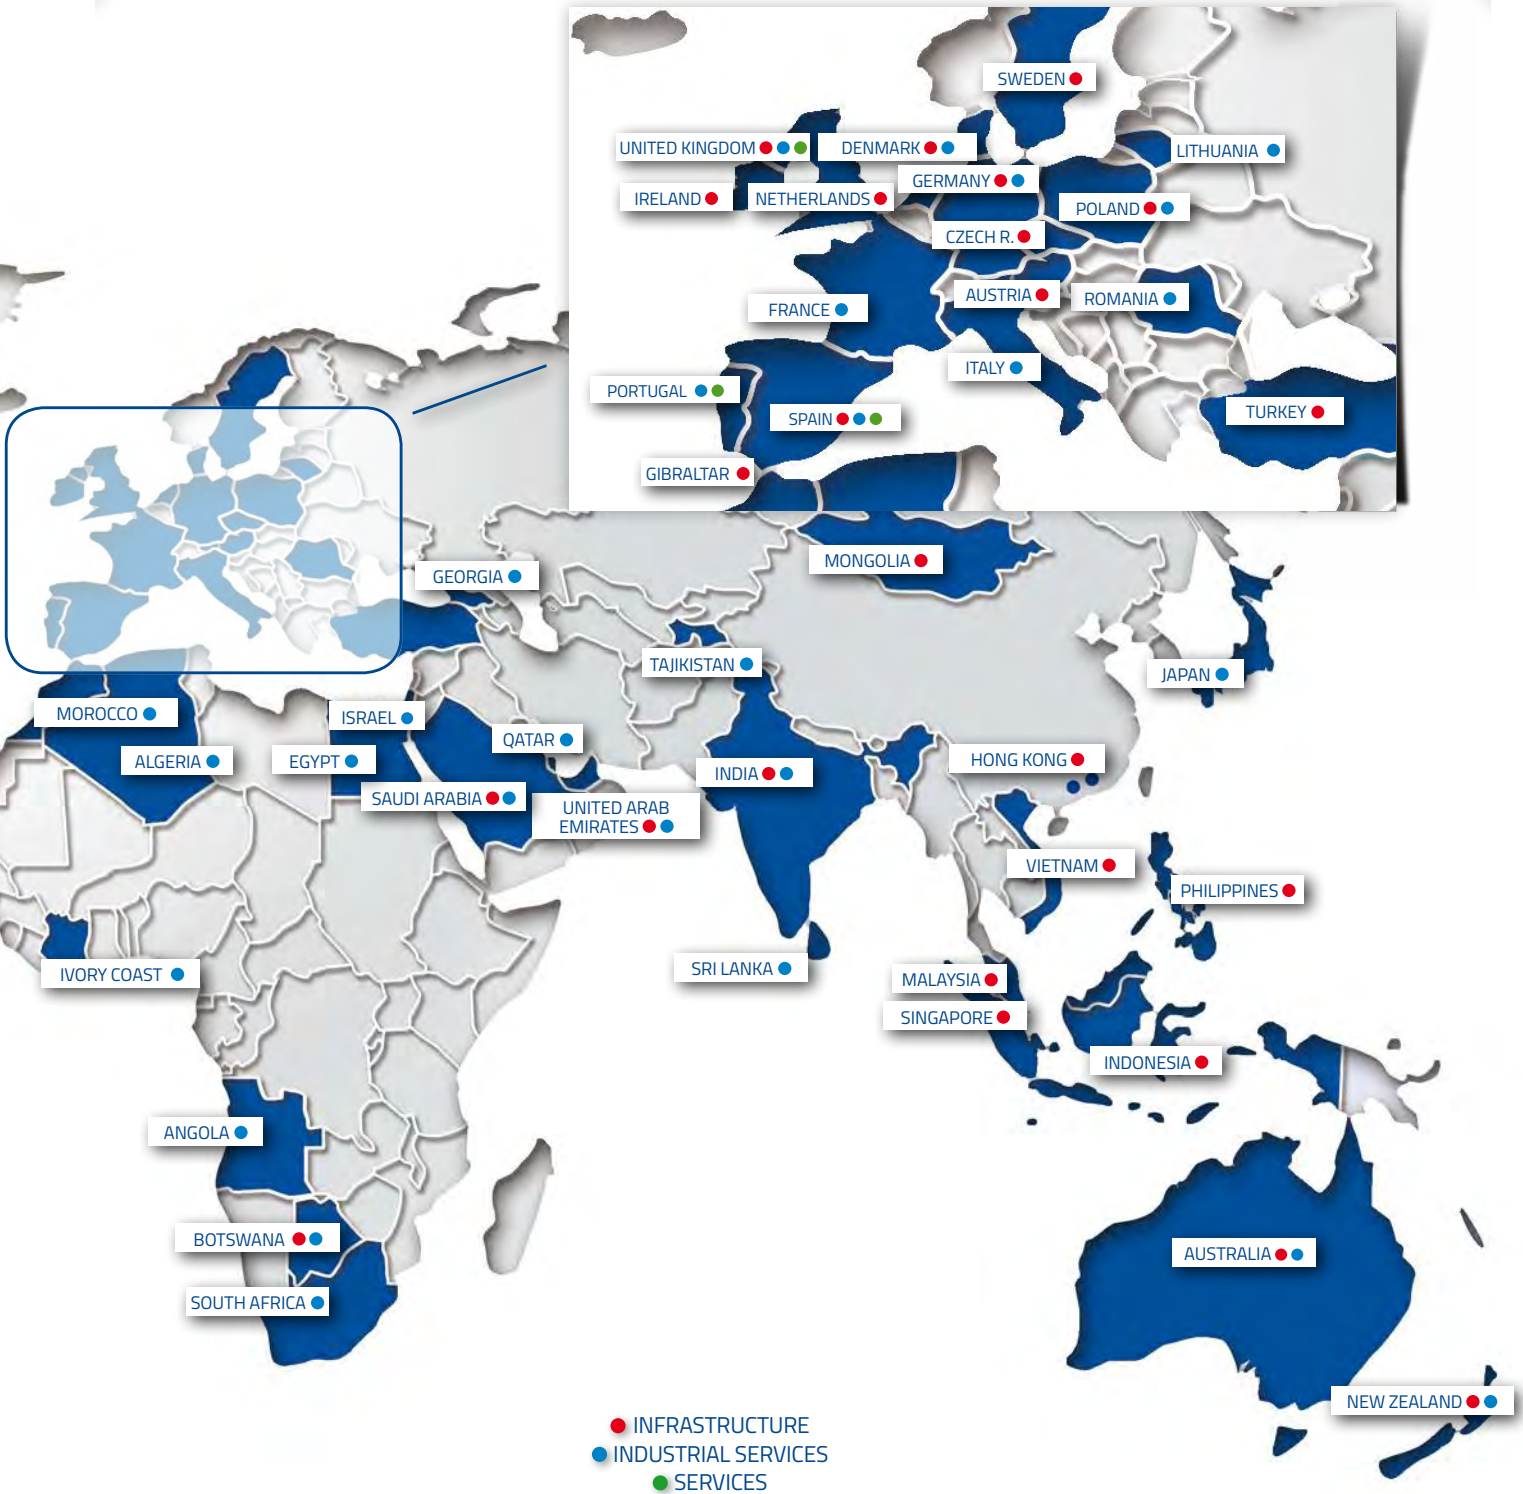 SWEDEN
UNITED KINGDOM
DENMARK
LITHUANIA
GERMANY
IRELAND
NETHERLANDS
POLAND
CZECH R.
AUSTRIA
ROMANIA
FRANCE
ITALY
PORTUGAL
TURKEY
SPAIN
GIBRALTAR
MONGOLIA
GEORGIA
TAJIKISTAN
JAPAN
MOROCCO
ISRAEL
QATAR
ALGERIA
EGYPT
HONG KONG
INDIA
SAUDI ARABIA
UNITED ARAB
EMIRATES
VIETNAM
PHILIPPINES
IVORY COAST
SRI LANKA
MALAYSIA
SINGAPORE
INDONESIA
ANGOLA
BOTSWANA
AUSTRALIA
SOUTH AFRICA
NEW ZEALAND
INFRASTRUCTURE
INDUSTRIAL SERVICES
SERVICES